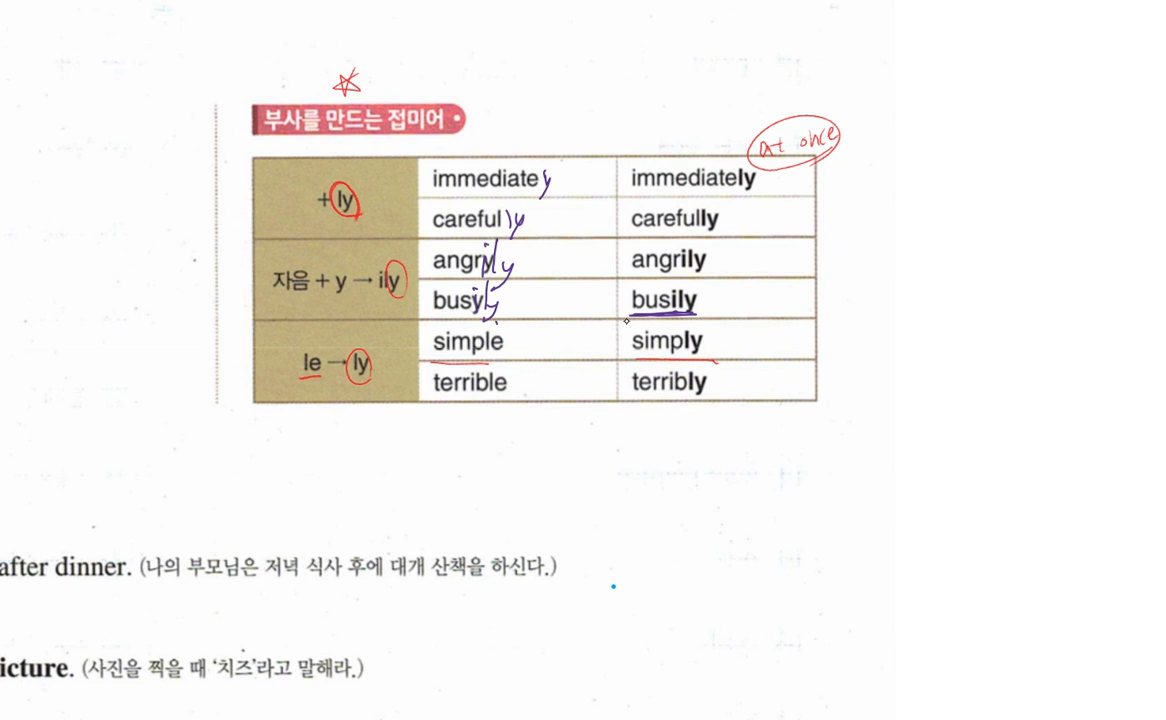 부사를 만드는 접미어
at once
+ ly
immediate y
immediately
careful ly
carefully
자음 + y → ily
angry ily
angrily
busy ily
busily
le → ly
simple
simply
terrible
terribly
after dinner. (나의 부모님은 저녁 식사 후에 대개 산책을 하신다.)
icture. (사진을 찍을 때 ‘치즈’라고 말해라.)